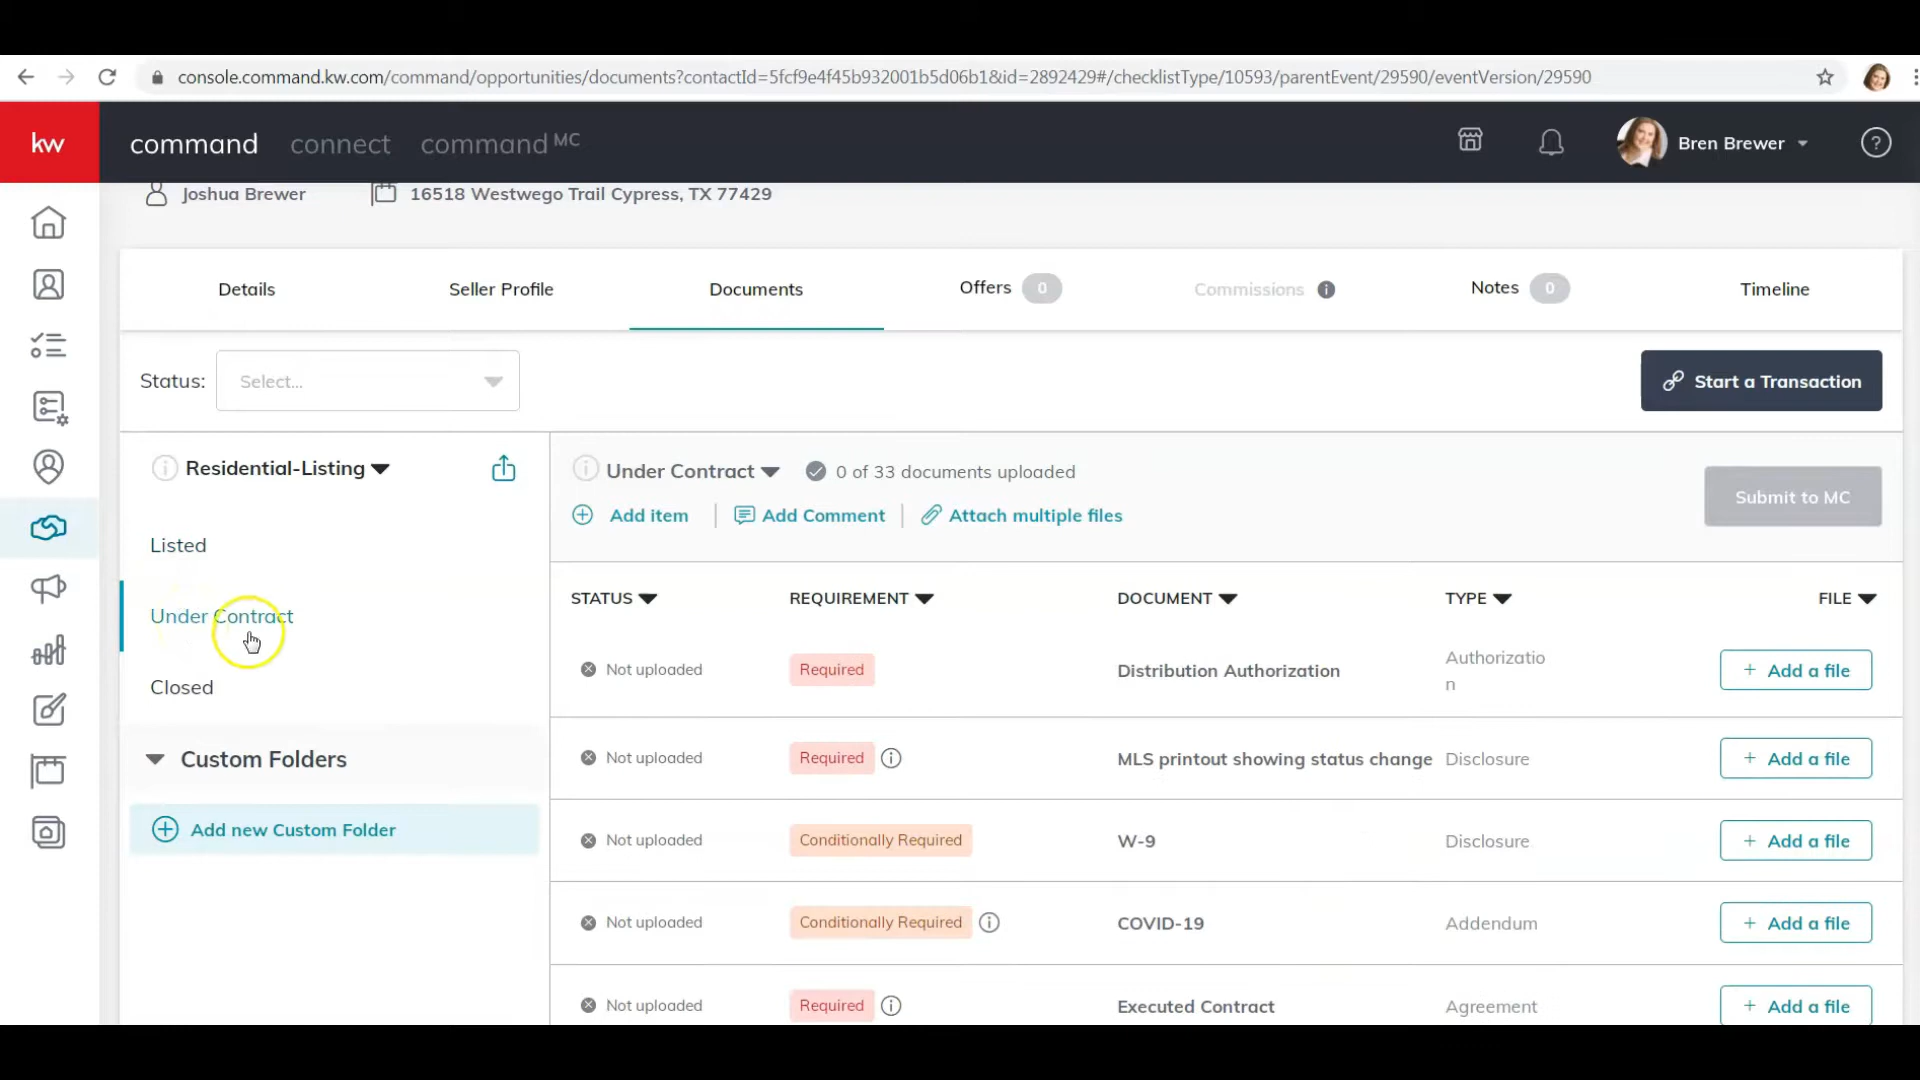 console.command.kw.com/command/opportunities/documents?contactId=5fcf9e4f45b932001b5d06b1&id=2892429#/checklistType/10593/parentEvent/29590/eventVersion/29590
kw command connect command MC Bren Brewer ?
Joshua Brewer 16518 Westwego Trail Cypress, TX 77429
Details Seller Profile Documents Offers 0 Commissions i Notes 0 Timeline
Status: Select... Start a Transaction
Residential-Listing
Listed
Under Contract
Closed
Custom Folders
Add new Custom Folder
Under Contract 0 of 33 documents uploaded
Add item | Add Comment | Attach multiple files
Submit to MC
STATUS REQUIREMENT DOCUMENT TYPE FILE
Not uploaded Required Distribution Authorization Authorizatio
n + Add a file
Not uploaded Required MLS printout showing status change Disclosure + Add a file
Not uploaded Conditionally Required W-9 Disclosure + Add a file
Not uploaded Conditionally Required COVID-19 Addendum + Add a file
Not uploaded Required Executed Contract Agreement + Add a file